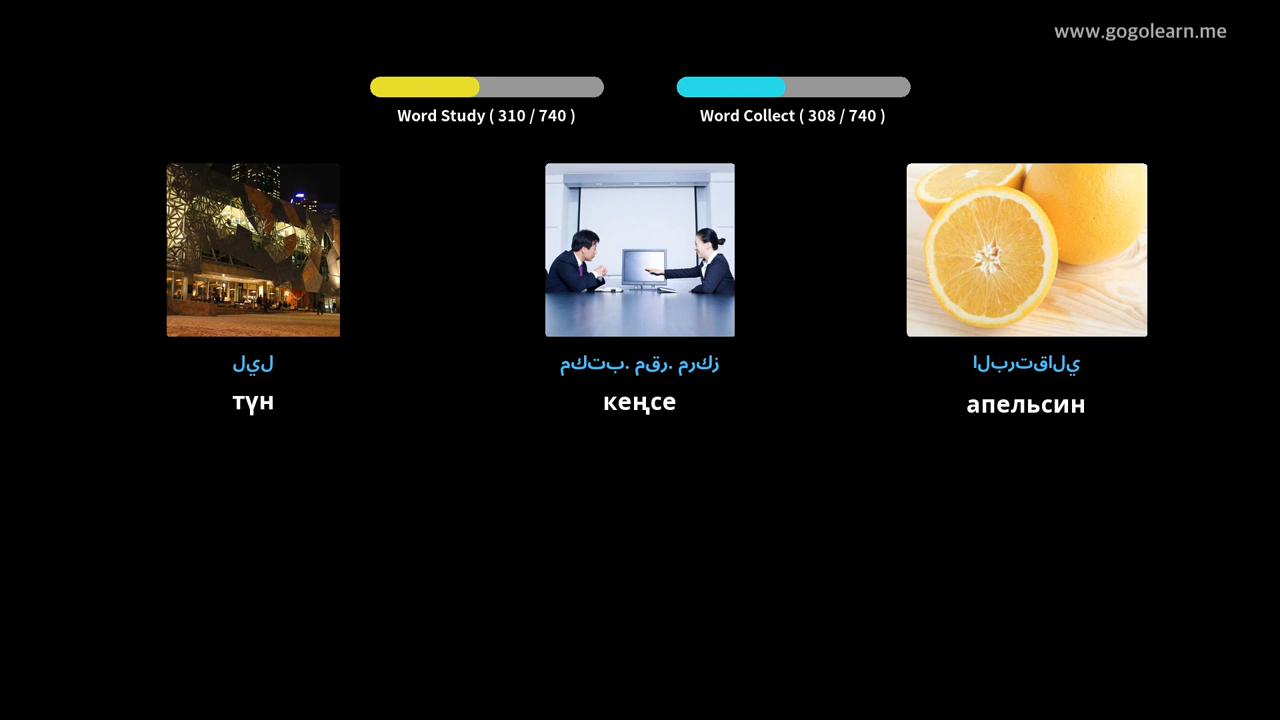 www.gogolearn.me
Word Study ( 310 / 740 )
Word Collect ( 308 / 740 )
ليل
түн
مكتب. مقر. مركز
кеңсе
البرتقالي
апельсин